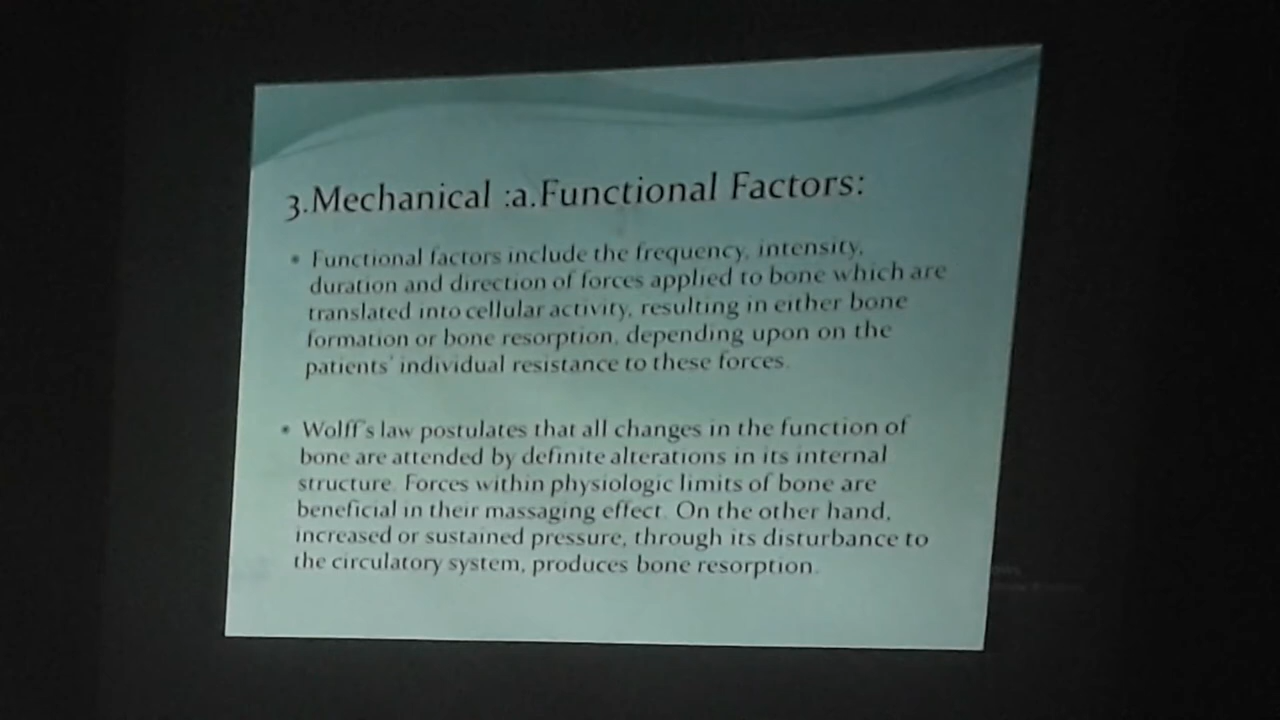 3.Mechanical :a.Functional Factors:
• Functional factors include the frequency, intensity,
duration and direction of forces applied to bone which are
translated into cellular activity, resulting in either bone
formation or bone resorption, depending upon on the
patients' individual resistance to these forces.
• Wolff's law postulates that all changes in the function of
bone are attended by definite alterations in its internal
structure. Forces within physiologic limits of bone are
beneficial in their massaging effect. On the other hand,
increased or sustained pressure, through its disturbance to
the circulatory system, produces bone resorption.